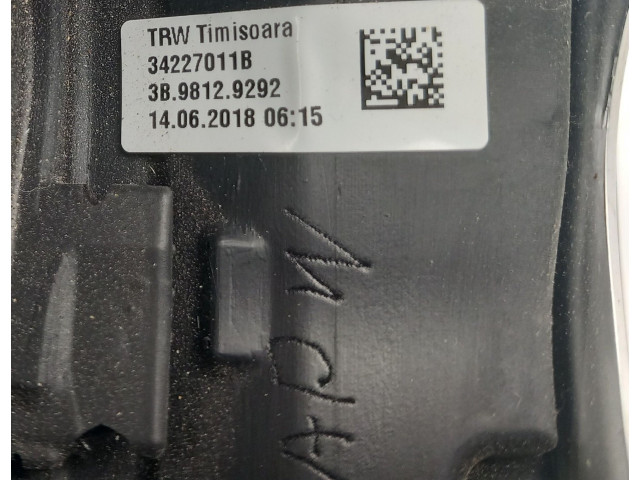 TRW Timisoara
34227011B
3B.9812.9292
14.06.2018 06:15